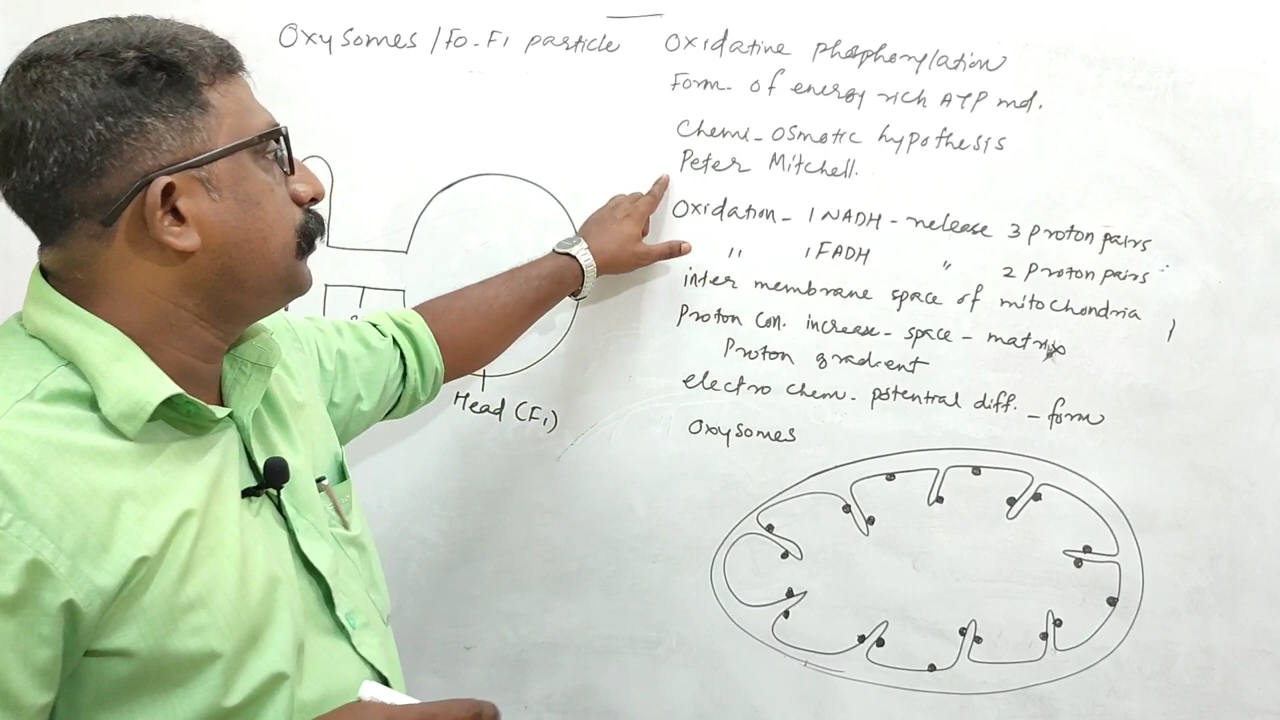 Oxysomes / Fo-F1 particle
Oxidative phosphorylation
Form. of energy rich ATP mol.
Chemi-osmotic hypothesis
Peter Mitchell.
Oxidation - 1 NADH - release 3 proton pairs
" 1 FADH " 2 Proton pairs
inter membrane space of mitochondria
Proton con. increase - space - matrix
Proton gradient
electro chem. potential diff. - form
Oxysomes
Head (F1)